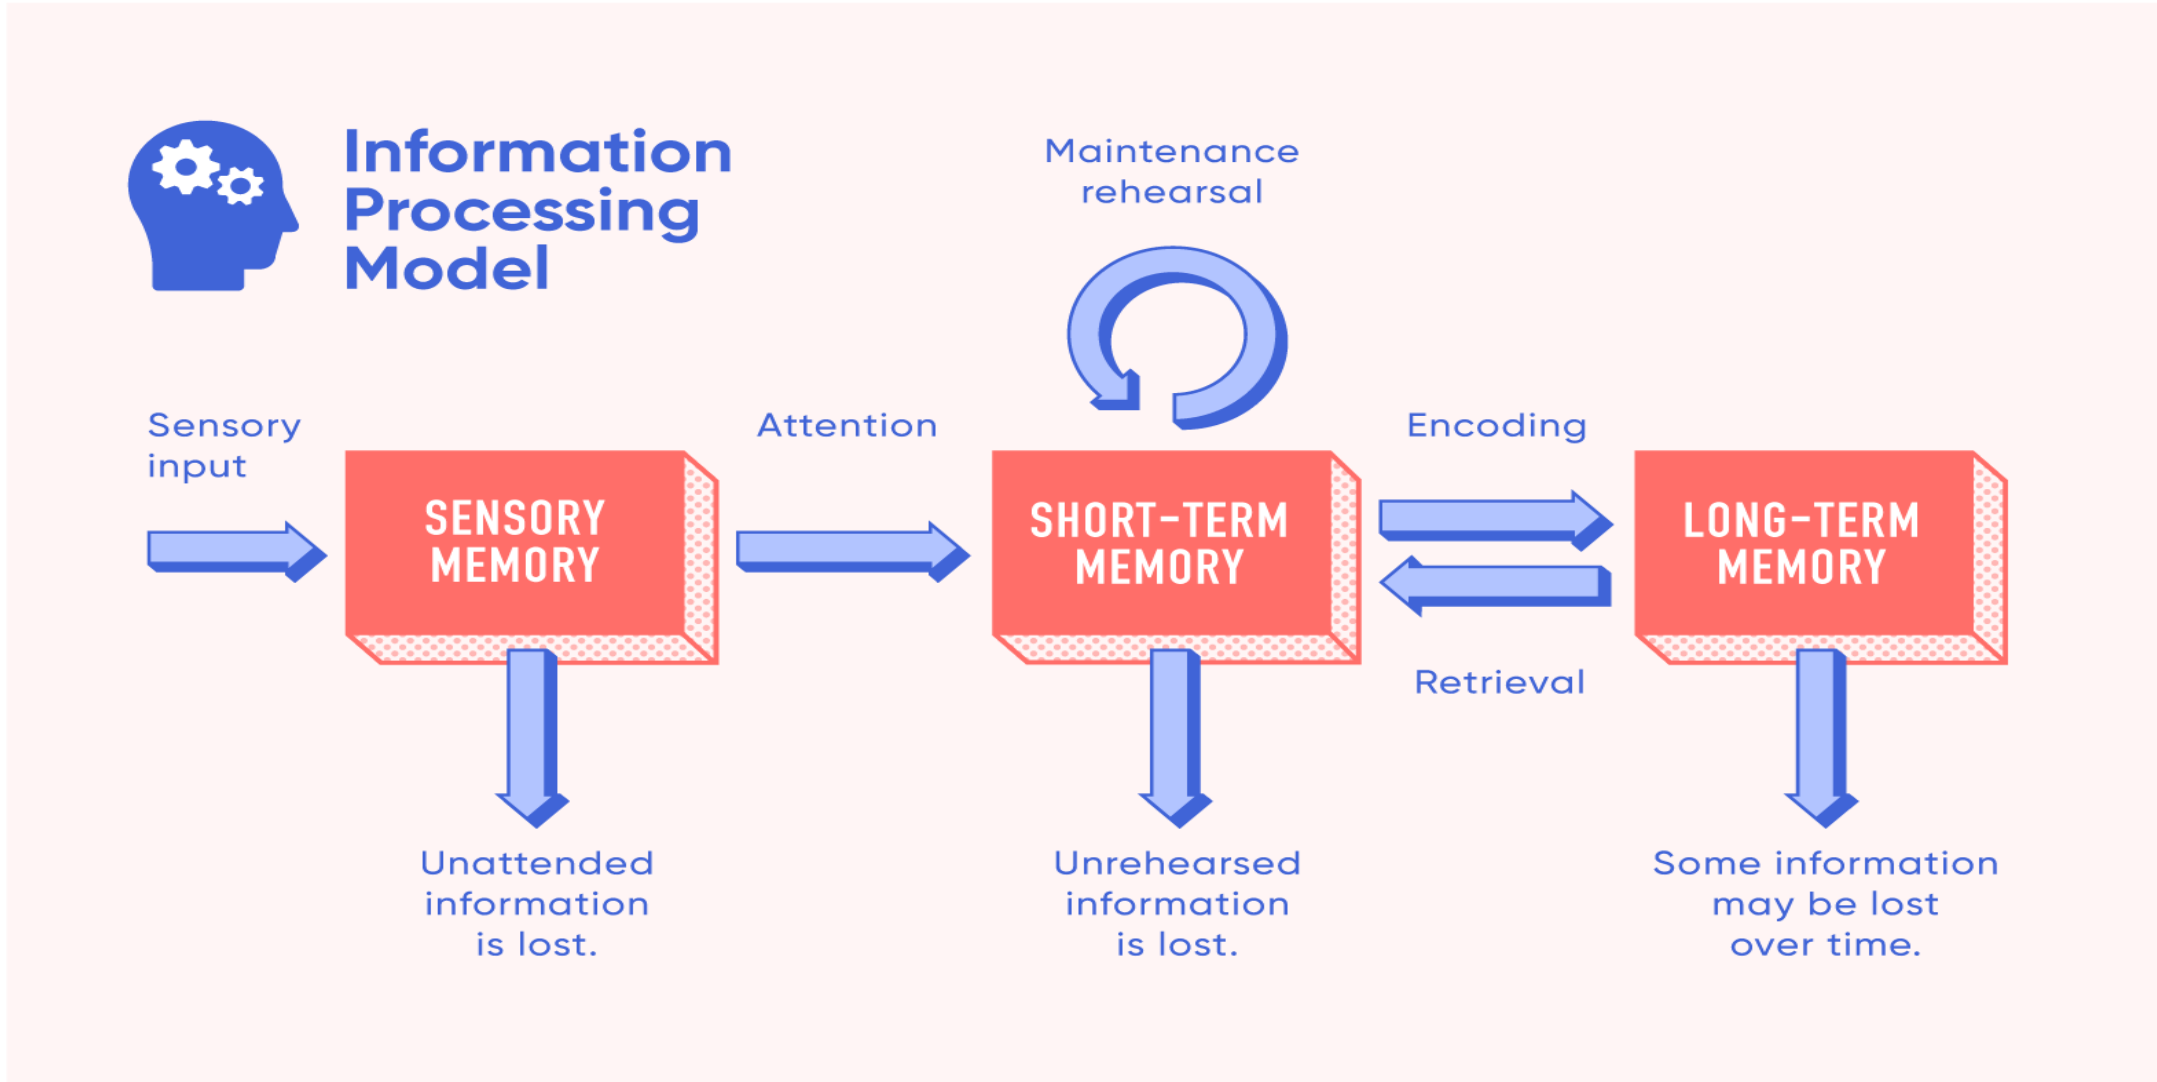 Information
Processing
Model
Maintenance
rehearsal
Sensory
input
Attention
Encoding
SENSORY
MEMORY
SHORT-TERM
MEMORY
LONG-TERM
MEMORY
Retrieval
Unattended
information
is lost.
Unrehearsed
information
is lost.
Some information
may be lost
over time.